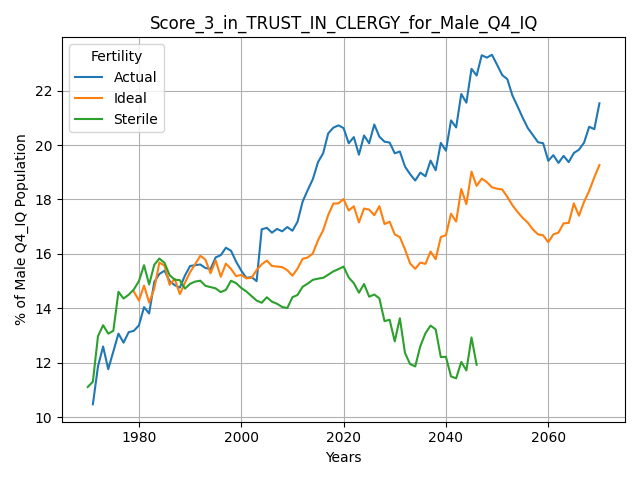 Score_3_in_TRUST_IN_CLERGY_for_Male_Q4_IQ
Fertility
Actual
Ideal
Sterile
% of Male Q4_IQ Population
22
20
18
16
14
12
10
1980
2000
2020
2040
2060
Years